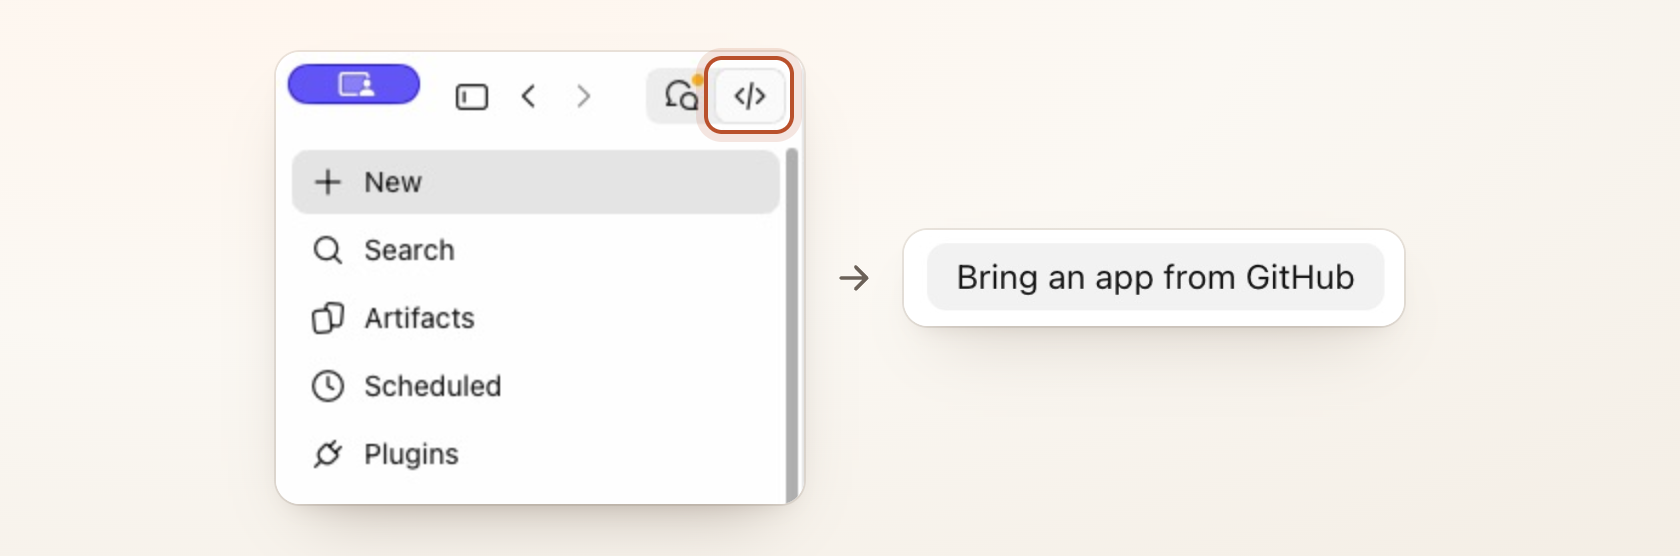 New
Search
Artifacts
Scheduled
Plugins
Bring an app from GitHub